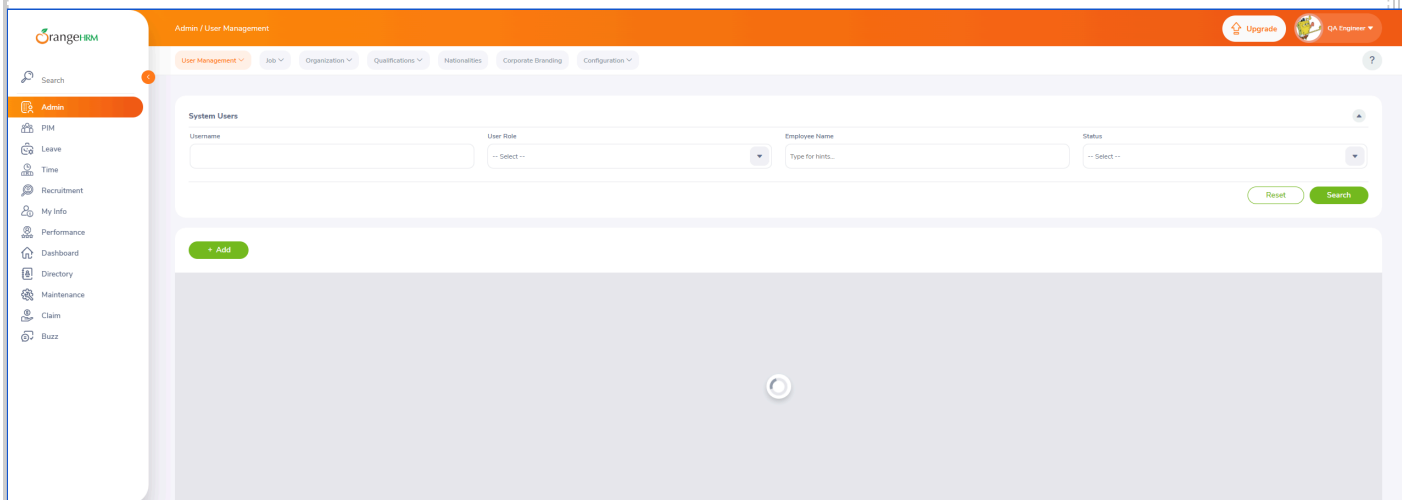 OrangeHRM
Admin / User Management
Upgrade
QA Engineer
User Management
Job
Organization
Qualifications
Nationalities
Corporate Branding
Configuration
?
Search
Admin
PIM
Leave
Time
Recruitment
My Info
Performance
Dashboard
Directory
Maintenance
Claim
Buzz
System Users
Username
User Role
Employee Name
Status
-- Select --
Type for hints...
-- Select --
Reset
Search
+ Add